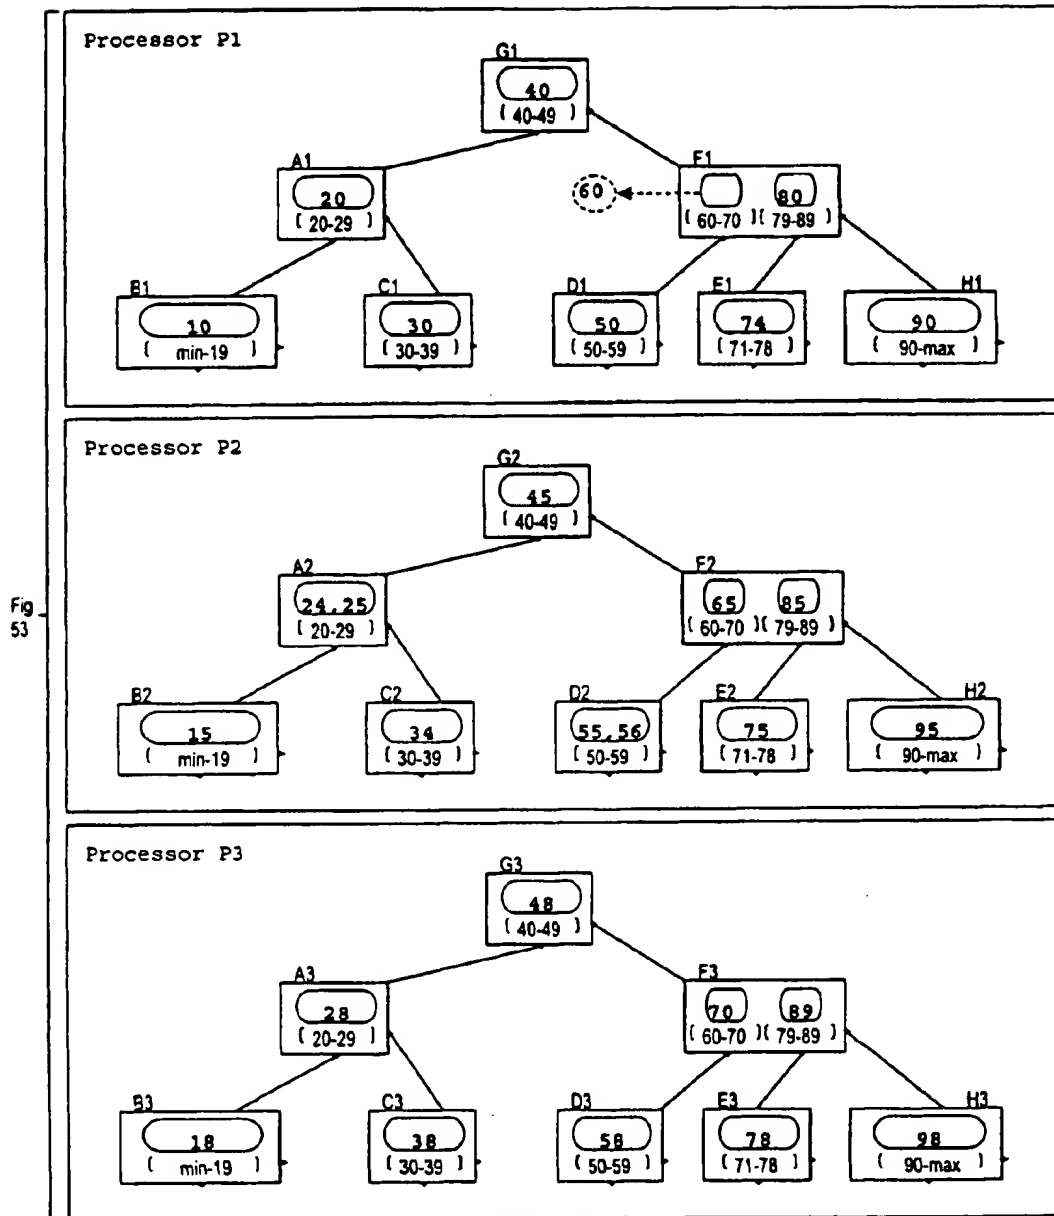 Processor P1
G1
40
( 40-49 )
A1
20
( 20-29 )
F1
60
80
( 60-70 )( 79-89 )
B1
10
( min-19 )
C1
30
( 30-39 )
D1
50
( 50-59 )
E1
74
( 71-78 )
H1
90
( 90-max )
Processor P2
G2
45
( 40-49 )
A2
24,25
( 20-29 )
F2
65
85
( 60-70 )( 79-89 )
Fig
53
B2
15
( min-19 )
C2
34
( 30-39 )
D2
55,56
( 50-59 )
E2
75
( 71-78 )
H2
95
( 90-max )
Processor P3
G3
48
( 40-49 )
A3
28
( 20-29 )
F3
70
89
( 60-70 )( 79-89 )
B3
18
( min-19 )
C3
38
( 30-39 )
D3
58
( 50-59 )
E3
78
( 71-78 )
H3
98
( 90-max )